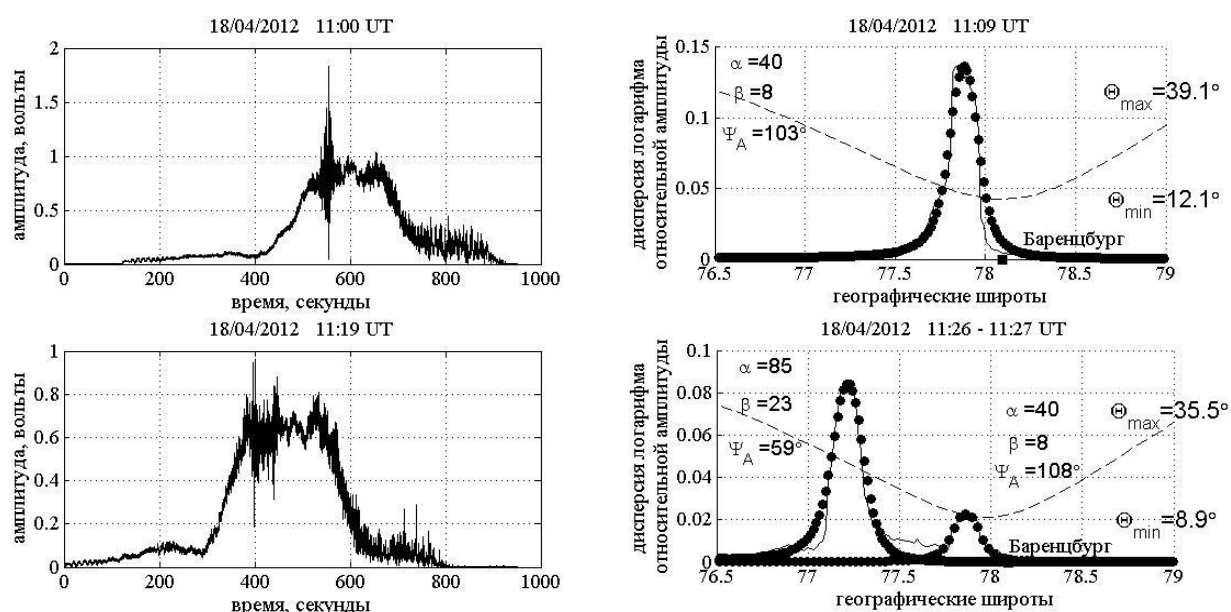 18/04/2012 11:00 UT
амплитуда, вольты
2
1.5
1
0.5
0
0 200 400 600 800 1000
время, секунды
18/04/2012 11:09 UT
дисперсия логарифма
относительной амплитуды
0.15
0.1
0.05
0
α =40
β =8
Ψ_A =103°
Θ_max =39.1°
Θ_min =12.1°
Баренцбург
76.5 77 77.5 78 78.5 79
географические широты
18/04/2012 11:19 UT
амплитуда, вольты
1
0.8
0.6
0.4
0.2
0
0 200 400 600 800 1000
время, секунды
18/04/2012 11:26 - 11:27 UT
дисперсия логарифма
относительной амплитуды
0.1
0.08
0.06
0.04
0.02
0
α =85
β =23
Ψ_A =59°
α =40
β =8
Ψ_A =108°
Θ_max =35.5°
Θ_min =8.9°
Баренцбург
76.5 77 77.5 78 78.5 79
географические широты